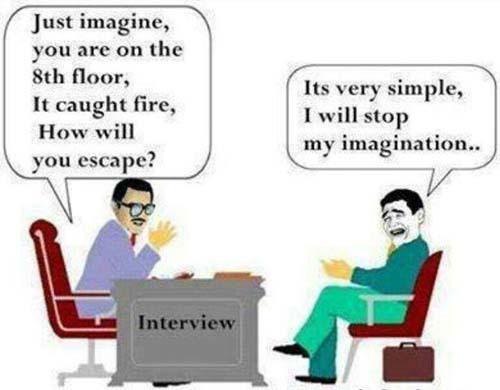 Just imagine,
you are on the
8th floor,
It caught fire,
How will
you escape?
Its very simple,
I will stop
my imagination..
Interview